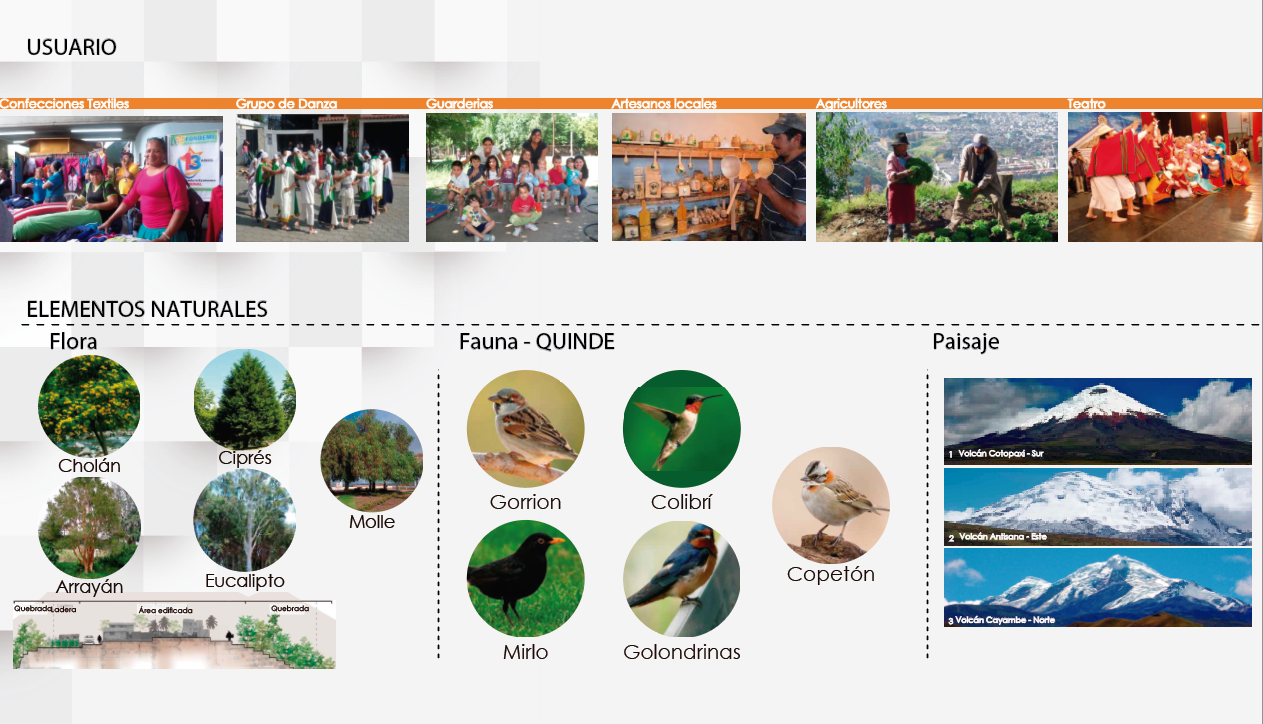 USUARIO
Confecciones Textiles
Grupo de Danza
Guarderias
Artesanos locales
Agricultores
Teatro
13
ELEMENTOS NATURALES
Flora
Cholán
Ciprés
Molle
Arrayán
Eucalipto
Quebrada
Ladera
Área edificada
Quebrada
Fauna - QUINDE
Gorrion
Colibrí
Copetón
Mirlo
Golondrinas
Paisaje
1 Volcán Cotopaxi - Sur
2 Volcán Antisana - Este
3 Volcán Cayambe - Norte